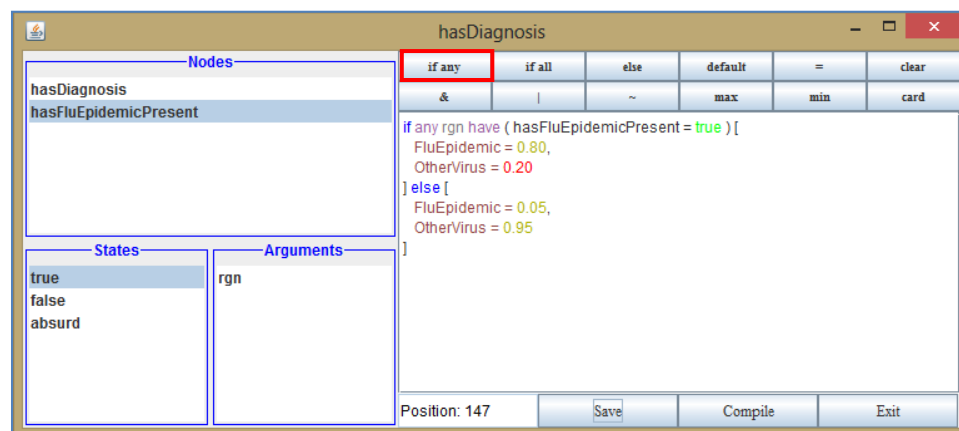 hasDiagnosis
Nodes
hasDiagnosis
hasFluEpidemicPresent
States
true
false
absurd
Arguments
rgn
if any if all else default = clear
& | ~ max min card
if any rgn have ( hasFluEpidemicPresent = true ) [
FluEpidemic = 0.80,
OtherVirus = 0.20
] else [
FluEpidemic = 0.05,
OtherVirus = 0.95
]
Position: 147 Save Compile Exit